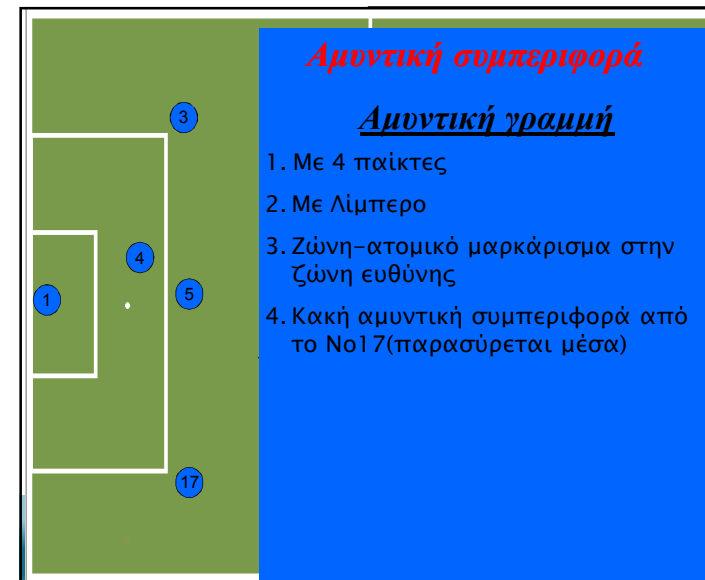 Αμυντική συμπεριφορά
Αμυντική γραμμή
1. Με 4 παίκτες
2. Με Λίμπερο
3. Ζώνη-ατομικό μαρκάρισμα στην
ζώνη ευθύνης
4. Κακή αμυντική συμπεριφορά από
το Νο17(παρασύρεται μέσα)
3
4
5
1
17